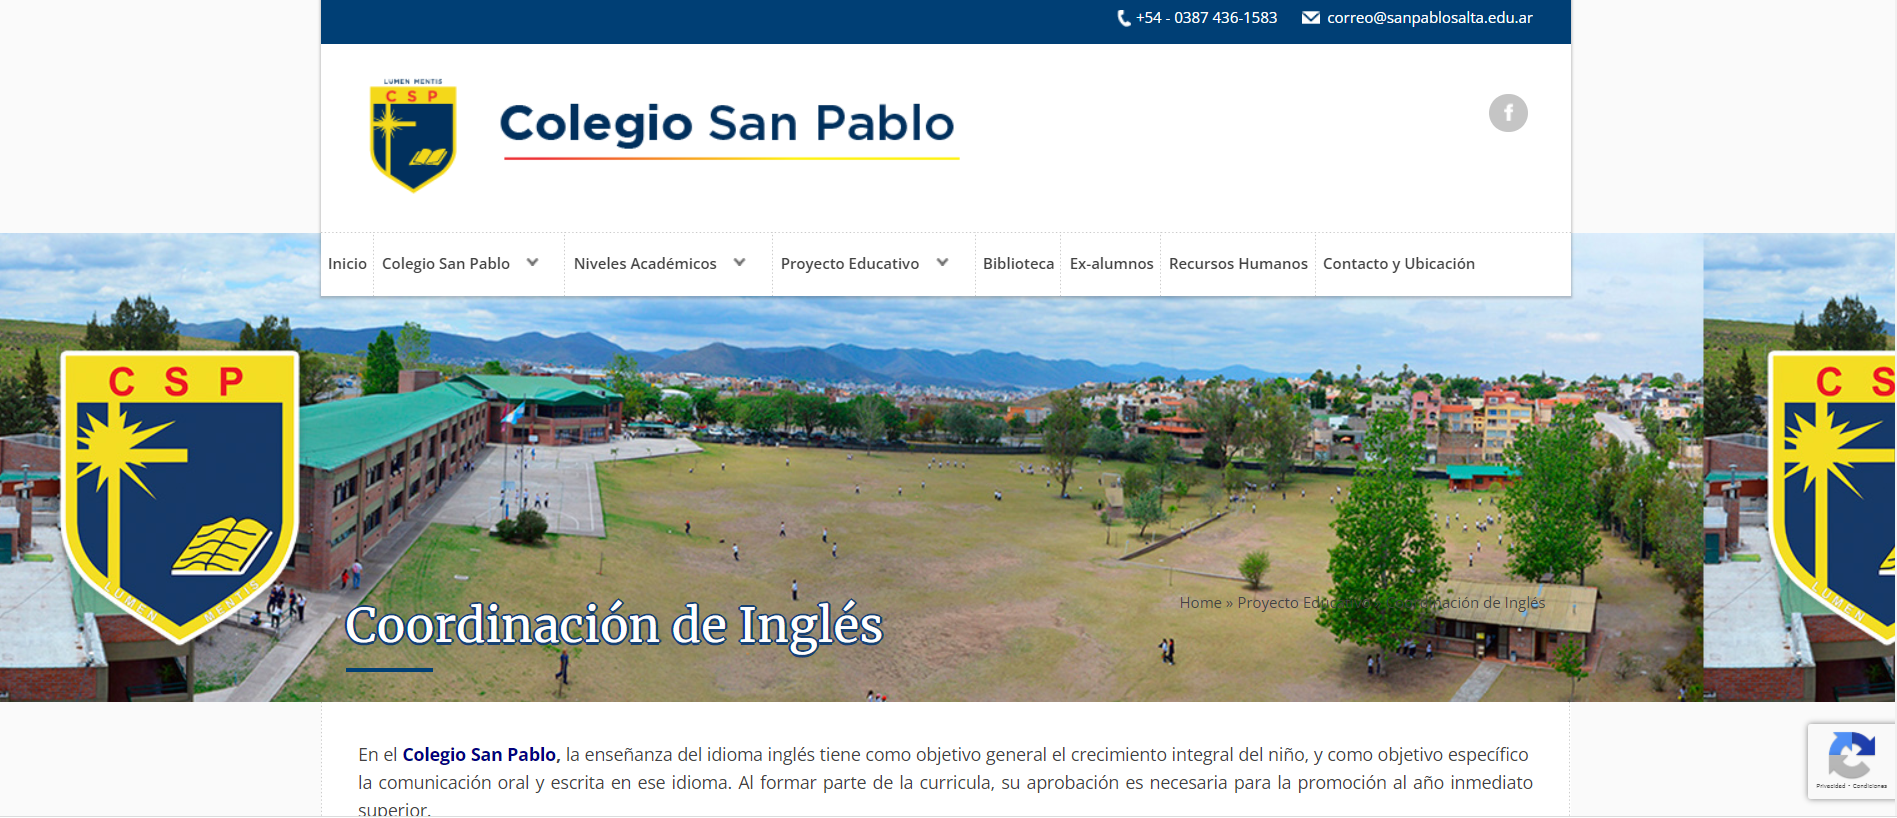 +54 - 0387 436-1583 correo@sanpablosalta.edu.ar
LUMEN MENTIS
CSP
Colegio San Pablo
f
Inicio Colegio San Pablo Niveles Académicos Proyecto Educativo Biblioteca Ex-alumnos Recursos Humanos Contacto y Ubicación
C S P
C S
LUMEN MENTIS
LUMEN
Home » Proyecto Educativo » Coordinación de Inglés
Coordinación de Inglés
En el Colegio San Pablo, la enseñanza del idioma inglés tiene como objetivo general el crecimiento integral del niño, y como objetivo específico
la comunicación oral y escrita en ese idioma. Al formar parte de la curricula, su aprobación es necesaria para la promoción al año inmediato
superior.
Privacidad - Condiciones